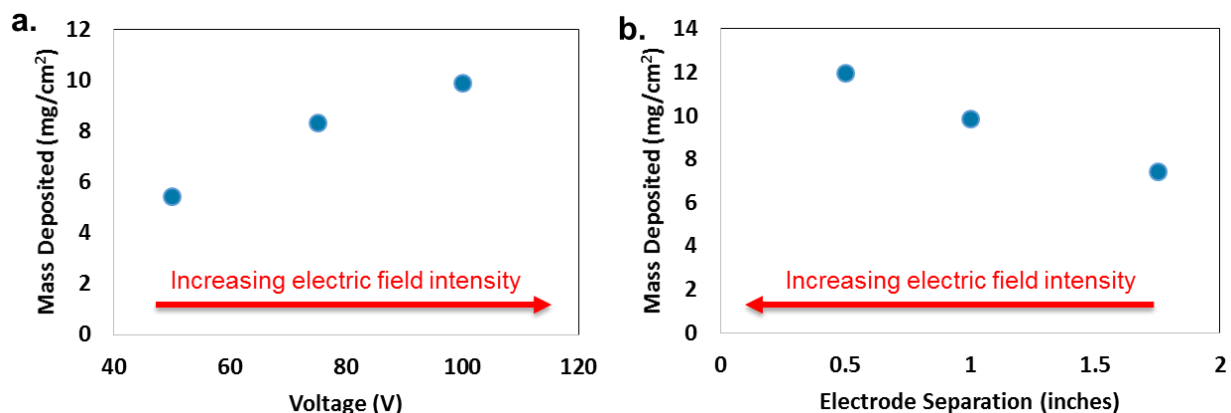 a.
Mass Deposited (mg/cm²)
12
10
8
6
4
2
0
Increasing electric field intensity
40 60 80 100 120
Voltage (V)
b.
Mass Deposited (mg/cm²)
14
12
10
8
6
4
2
0
Increasing electric field intensity
0 0.5 1 1.5 2
Electrode Separation (inches)